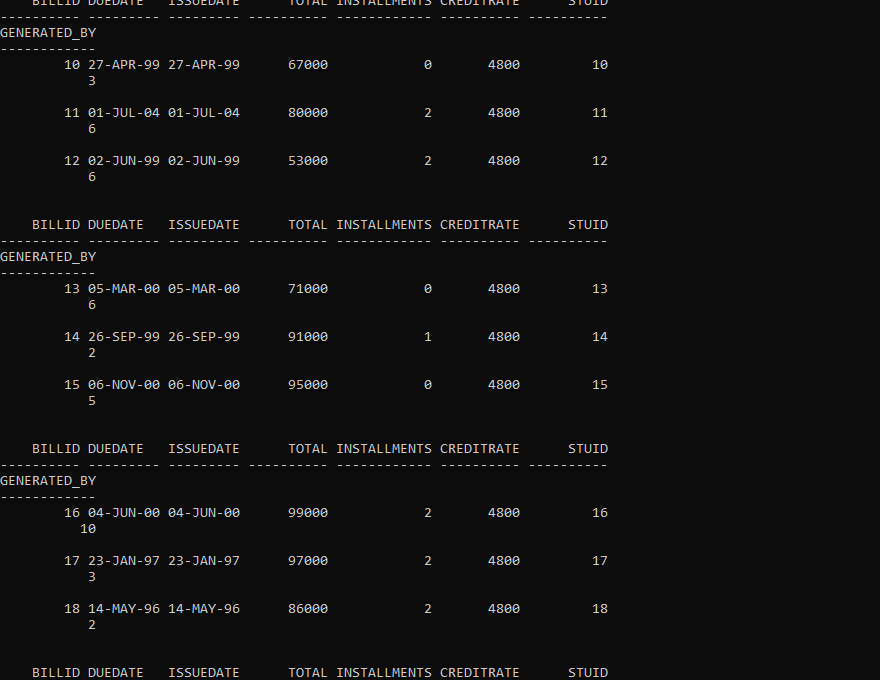 BILLID DUEDATE   ISSUEDATE      TOTAL INSTALLMENTS CREDITRATE      STUID
---------- --------- --------- ---------- ------------ ---------- ----------
GENERATED_BY
------------
        10 27-APR-99 27-APR-99      67000            0       4800         10
           3
        11 01-JUL-04 01-JUL-04      80000            2       4800         11
           6
        12 02-JUN-99 02-JUN-99      53000            2       4800         12
           6
    BILLID DUEDATE   ISSUEDATE      TOTAL INSTALLMENTS CREDITRATE      STUID
---------- --------- --------- ---------- ------------ ---------- ----------
GENERATED_BY
------------
        13 05-MAR-00 05-MAR-00      71000            0       4800         13
           6
        14 26-SEP-99 26-SEP-99      91000            1       4800         14
           2
        15 06-NOV-00 06-NOV-00      95000            0       4800         15
           5
    BILLID DUEDATE   ISSUEDATE      TOTAL INSTALLMENTS CREDITRATE      STUID
---------- --------- --------- ---------- ------------ ---------- ----------
GENERATED_BY
------------
        16 04-JUN-00 04-JUN-00      99000            2       4800         16
          10
        17 23-JAN-97 23-JAN-97      97000            2       4800         17
           3
        18 14-MAY-96 14-MAY-96      86000            2       4800         18
           2
    BILLID DUEDATE   ISSUEDATE      TOTAL INSTALLMENTS CREDITRATE      STUID